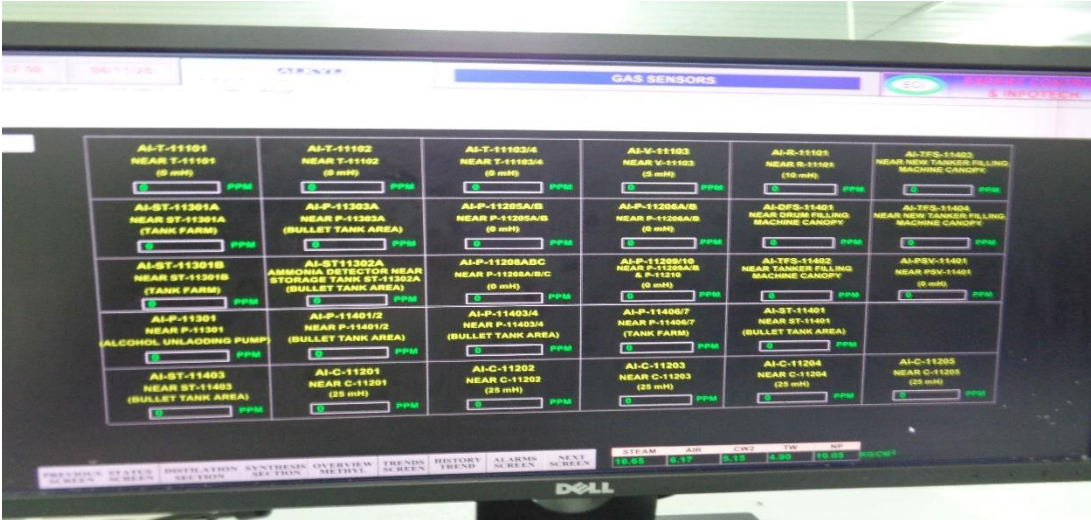 ALKYL
GAS SENSORS
& INFOTECH
AI-T-11101
NEAR T-11101
(0 mH)
0 PPM
AI-T-11102
NEAR T-11102
(0 mH)
0 PPM
AI-T-11103/4
NEAR T-11103/4
(0 mH)
0 PPM
AI-V-11103
NEAR V-11103
(5 mH)
0 PPM
AI-R-11101
NEAR R-11101
(10 mH)
0 PPM
AI-TFS-11403
NEAR NEW TANKER FILLING
MACHINE CANOPY
0 PPM
AI-ST-11301A
NEAR ST-11301A
(TANK FARM)
0 PPM
AI-P-11303A
NEAR P-11303A
(BULLET TANK AREA)
0 PPM
AI-P-11205A/B
NEAR P-11205A/B
(0 mH)
0 PPM
AI-P-11206A/B
NEAR P-11206A/B
(0 mH)
0 PPM
AI-DFS-11401
NEAR DRUM FILLING
MACHINE CANOPY
0 PPM
AI-TFS-11404
NEAR NEW TANKER FILLING
MACHINE CANOPY
0 PPM
AI-ST-11301B
NEAR ST-11301B
(TANK FARM)
0 PPM
AI-ST11302A
AMMONIA DETECTOR NEAR
STORAGE TANK ST-11302A
(BULLET TANK AREA)
0 PPM
AI-P-11208ABC
NEAR P-11208A/B/C
(0 mH)
0 PPM
AI-P-11209/10
NEAR P-11209A/B
& P-1210
(0 mH)
0 PPM
AI-TFS-11402
NEAR TANKER FILLING
MACHINE CANOPY
0 PPM
AI-PSV-11401
NEAR PSV-11401
(0 mH)
0 PPM
AI-P-11301
NEAR P-11301
(ALCOHOL UNLAODING PUMP)
0 PPM
AI-P-11401/2
NEAR P-11401/2
(BULLET TANK AREA)
0 PPM
AI-P-11403/4
NEAR P-11403/4
(BULLET TANK AREA)
0 PPM
AI-P-11406/7
NEAR P-11406/7
(TANK FARM)
0 PPM
AI-ST-11401
NEAR ST-11401
(BULLET TANK AREA)
0 PPM
AI-ST-11403
NEAR ST-11403
(BULLET TANK AREA)
0 PPM
AI-C-11201
NEAR C-11201
(25 mH)
0 PPM
AI-C-11202
NEAR C-11202
(25 mH)
0 PPM
AI-C-11203
NEAR C-11203
(25 mH)
0 PPM
AI-C-11204
NEAR C-11204
(25 mH)
0 PPM
AI-C-11205
NEAR C-11205
(25 mH)
0 PPM
PREVIOUS SCREEN
STATUS SCREEN
DISTILATION SECTION
SYNTHESIS SECTION
OVERVIEW METHYL
TRENDS SCREEN
HISTORY TREND
ALARMS SCREEN
NEXT SCREEN
STEAM AIR CW2 TW NP
6.17 5.15 4.90 KG/CM²
DELL